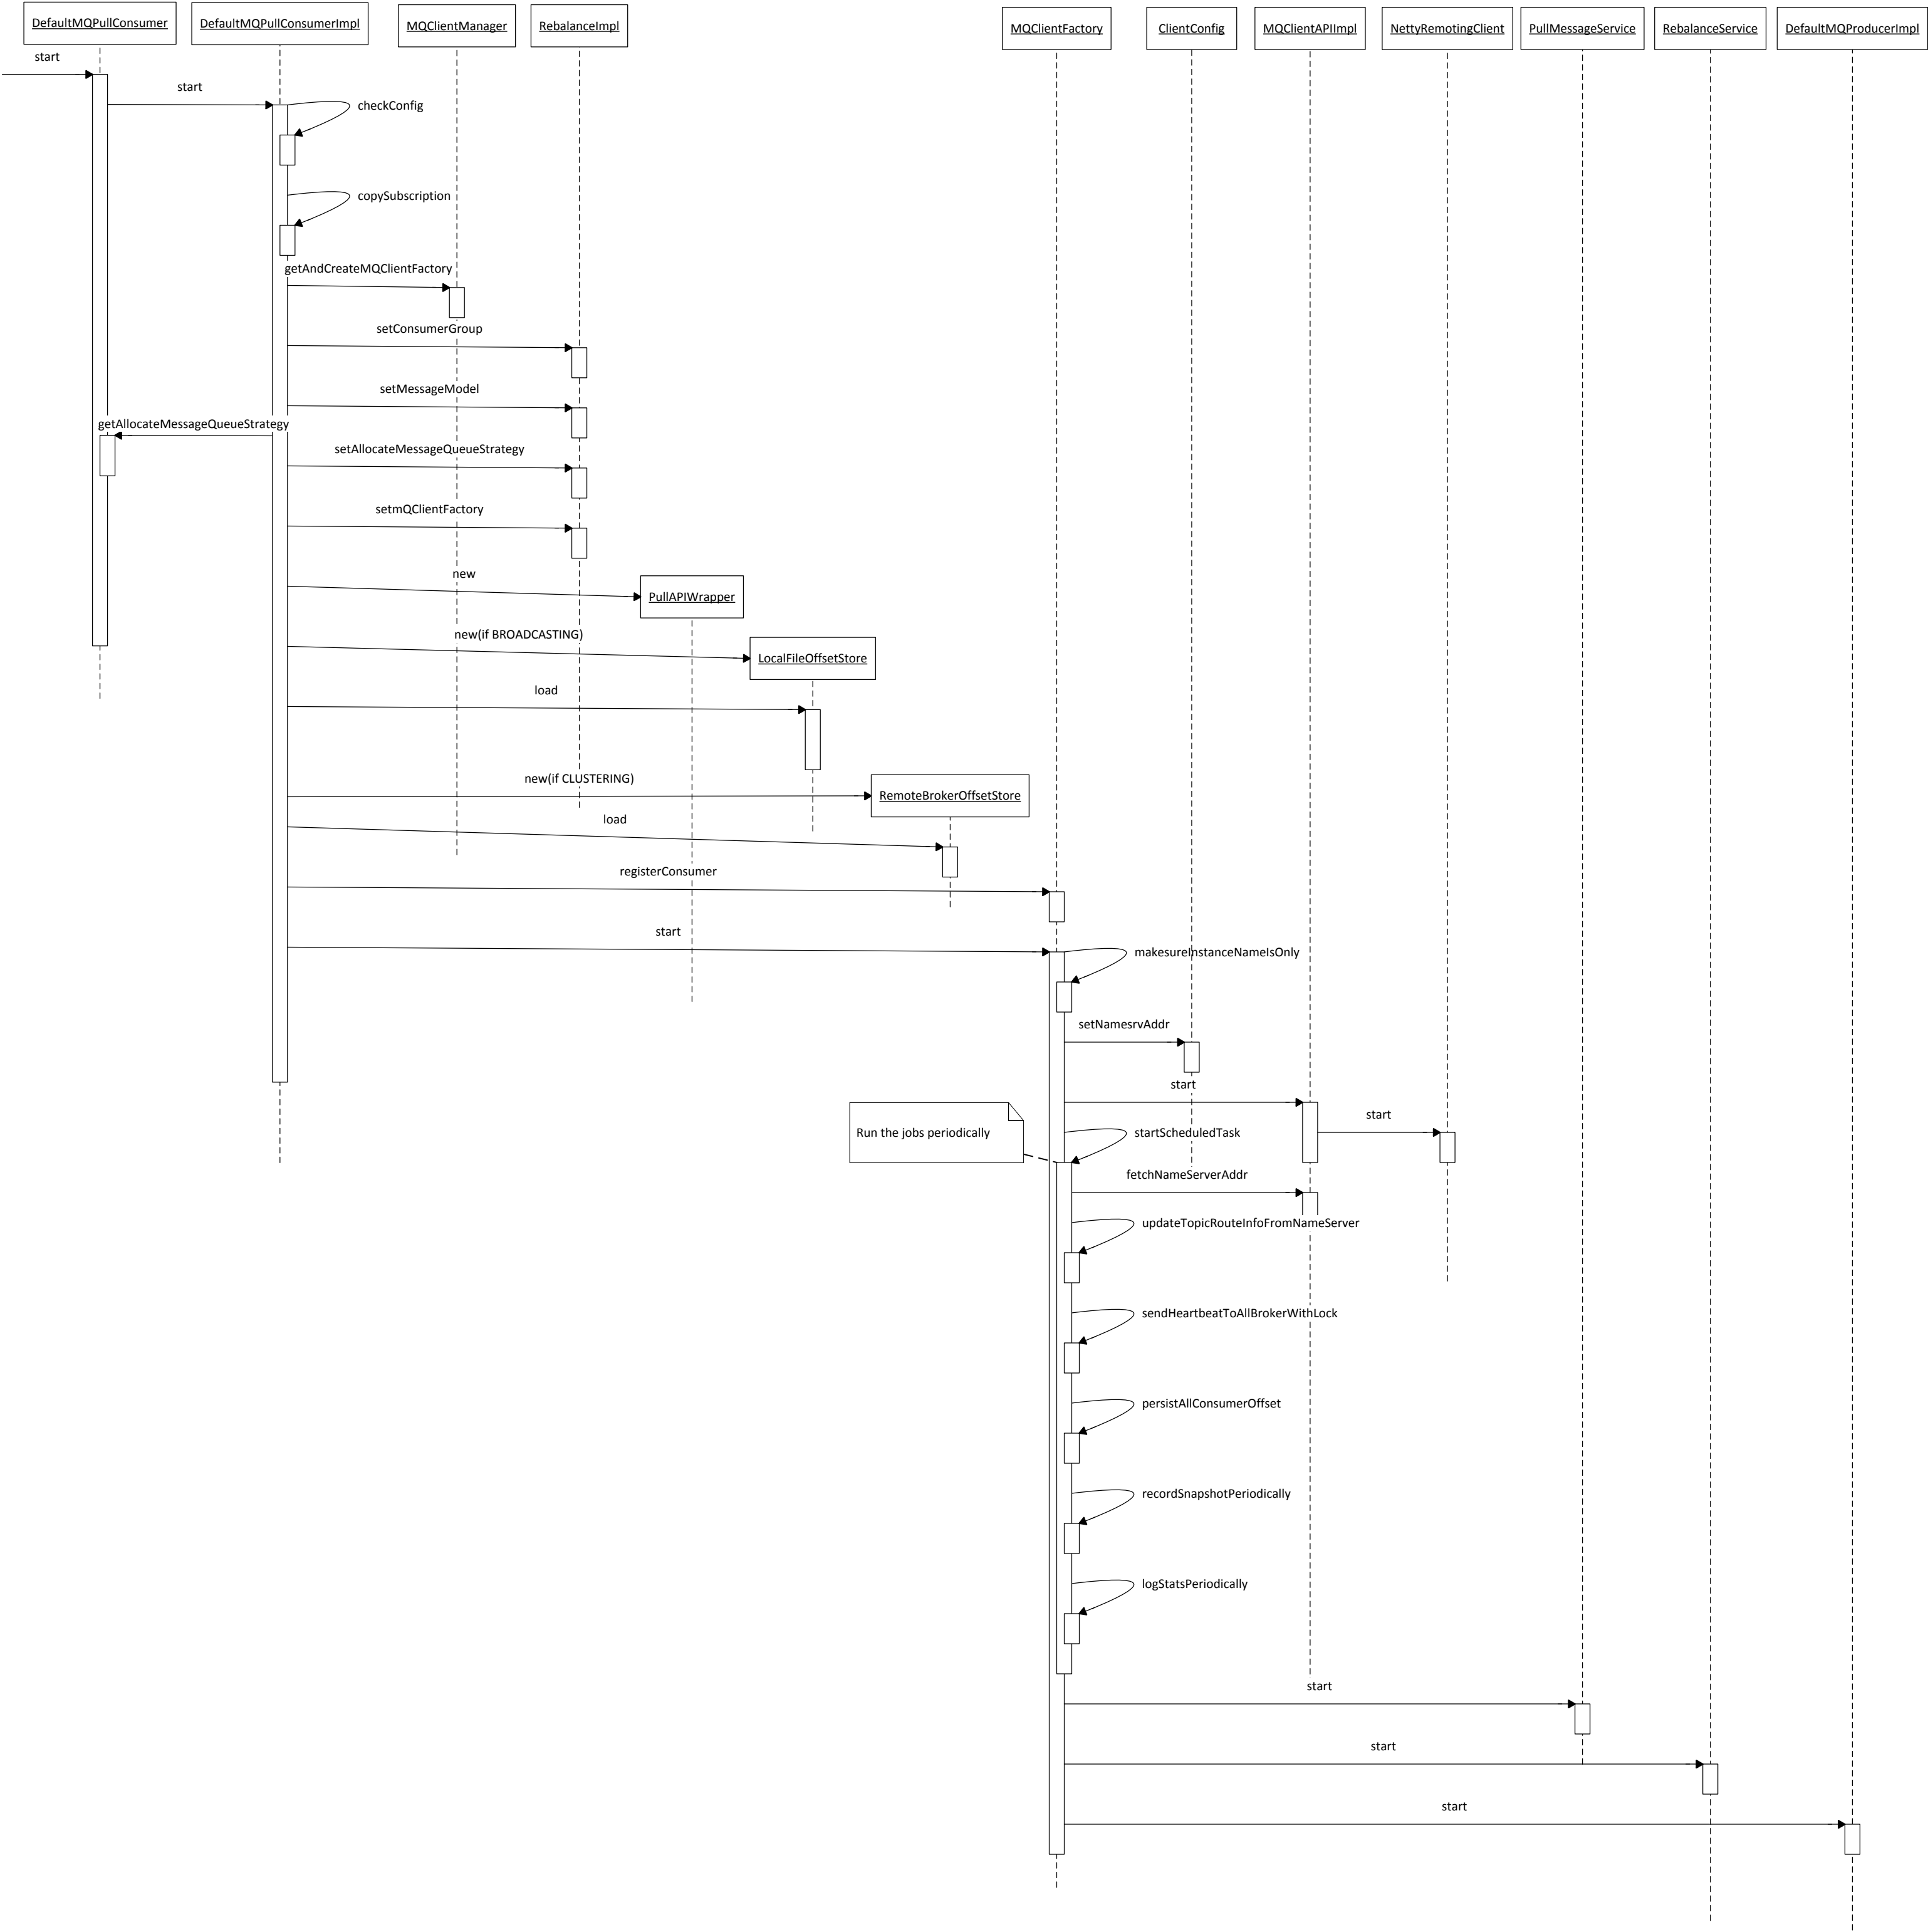 DefaultMQPullConsumer
DefaultMQPullConsumerImpl
MQClientManager
RebalanceImpl
MQClientFactory
ClientConfig
MQClientAPIImpl
NettyRemotingClient
PullMessageService
RebalanceService
DefaultMQProducerImpl
start
start
checkConfig
copySubscription
getAndCreateMQClientFactory
setConsumerGroup
setMessageModel
getAllocateMessageQueueStrategy
setAllocateMessageQueueStrategy
setmQClientFactory
new
PullAPIWrapper
new(if BROADCASTING)
LocalFileOffsetStore
load
new(if CLUSTERING)
RemoteBrokerOffsetStore
load
registerConsumer
start
makesureInstanceNameIsOnly
setNamesrvAddr
start
start
Run the jobs periodically
startScheduledTask
fetchNameServerAddr
updateTopicRouteInfoFromNameServer
sendHeartbeatToAllBrokerWithLock
persistAllConsumerOffset
recordSnapshotPeriodically
logStatsPeriodically
start
start
start